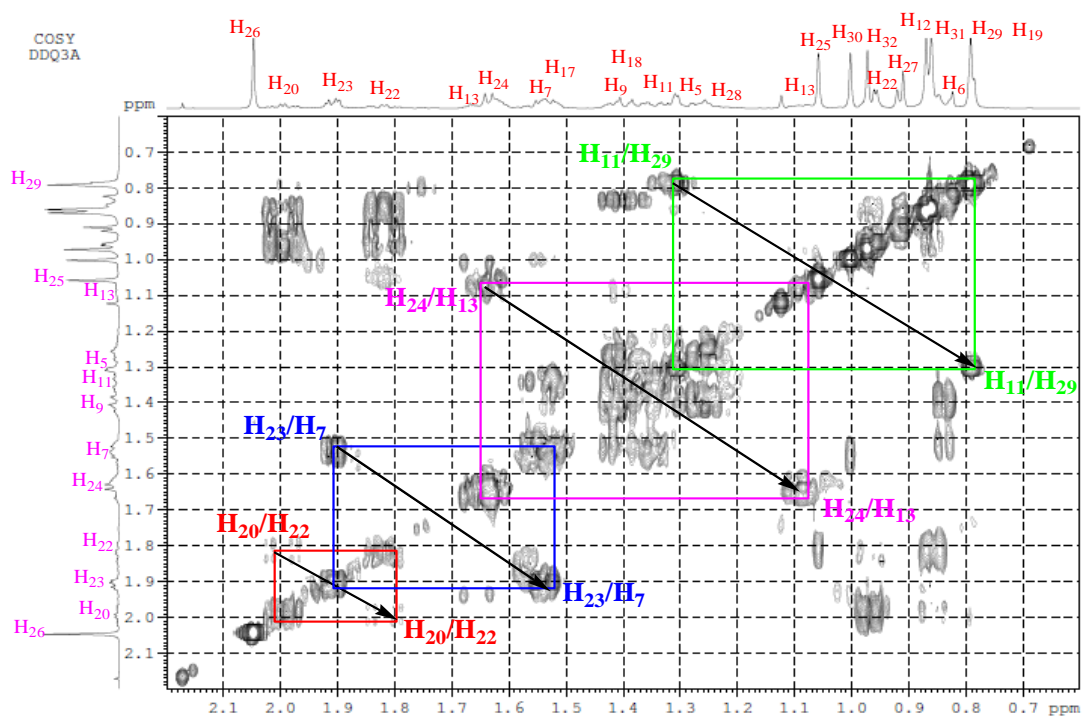 COSY
DDQ3A
H₂₆
H₂₀
H₂₃
H₂₂
H₁₃
H₂₄
H₇
H₁₇
H₁₈
H₉
H₁₁
H₅
H₂₈
H₁₃
H₂₅
H₃₀
H₃₂
H₂₂
H₂₇
H₁₂
H₃₁
H₆
H₂₉
H₁₉
ppm
H₂₉
H₂₅
H₁₃
H₅
H₁₁
H₉
H₇
H₂₄
H₂₂
H₂₃
H₂₀
H₂₆
0.7
0.8
0.9
1.0
1.1
1.2
1.3
1.4
1.5
1.6
1.7
1.8
1.9
2.0
2.1
H₁₁/H₂₉
H₂₄/H₁₃
H₁₁/H₂₉
H₂₃/H₇
H₂₄/H₁₃
H₂₀/H₂₂
H₂₃/H₇
H₂₀/H₂₂
2.1 2.0 1.9 1.8 1.7 1.6 1.5 1.4 1.3 1.2 1.1 1.0 0.9 0.8 0.7 ppm